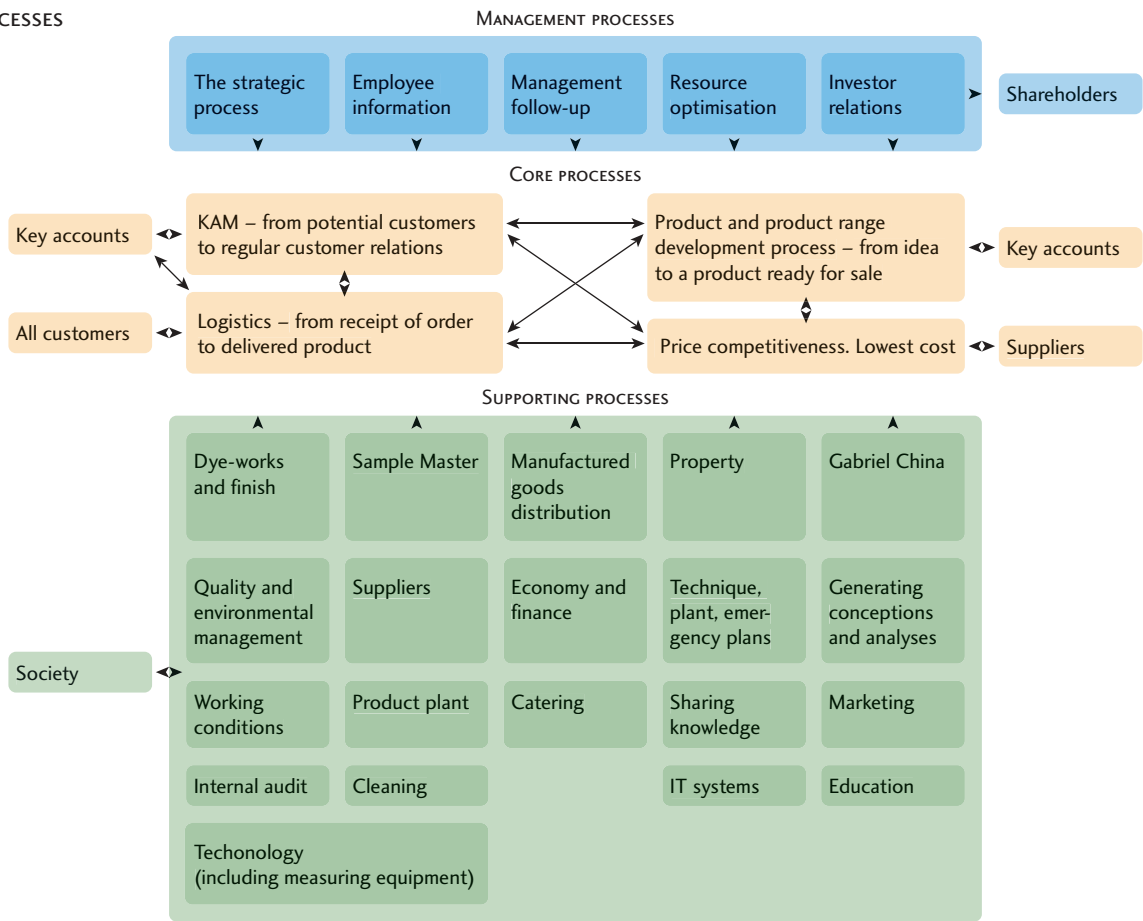 CESSES
Management processes
The strategic
process
Employee
information
Management
follow-up
Resource
optimisation
Investor
relations
Shareholders
Core processes
Key accounts
KAM – from potential customers
to regular customer relations
Product and product range
development process – from idea
to a product ready for sale
Key accounts
All customers
Logistics – from receipt of order
to delivered product
Price competitiveness. Lowest cost
Suppliers
Supporting processes
Dye-works
and finish
Sample Master
Manufactured
goods
distribution
Property
Gabriel China
Quality and
environmental
management
Suppliers
Economy and
finance
Technique,
plant, emer-
gency plans
Generating
conceptions
and analyses
Society
Working
conditions
Product plant
Catering
Sharing
knowledge
Marketing
Internal audit
Cleaning
IT systems
Education
Techonology
(including measuring equipment)